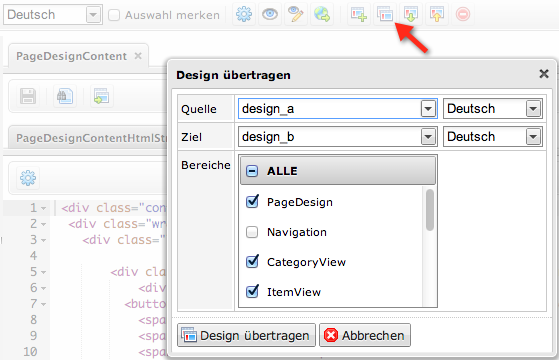 Deutsch Auswahl merken
PageDesignContent
Design übertragen
Quelle design_a Deutsch
Ziel design_b Deutsch
Bereiche ALLE
PageDesign
Navigation
CategoryView
ItemView
Design übertragen Abbrechen
PageDesignContentHtmlStr
1 <div class="con
2 <div class="wr
3 <div class="
4
5 <div cla
6 <div
7 <button
8 <spa
9 <spa
10 <spa